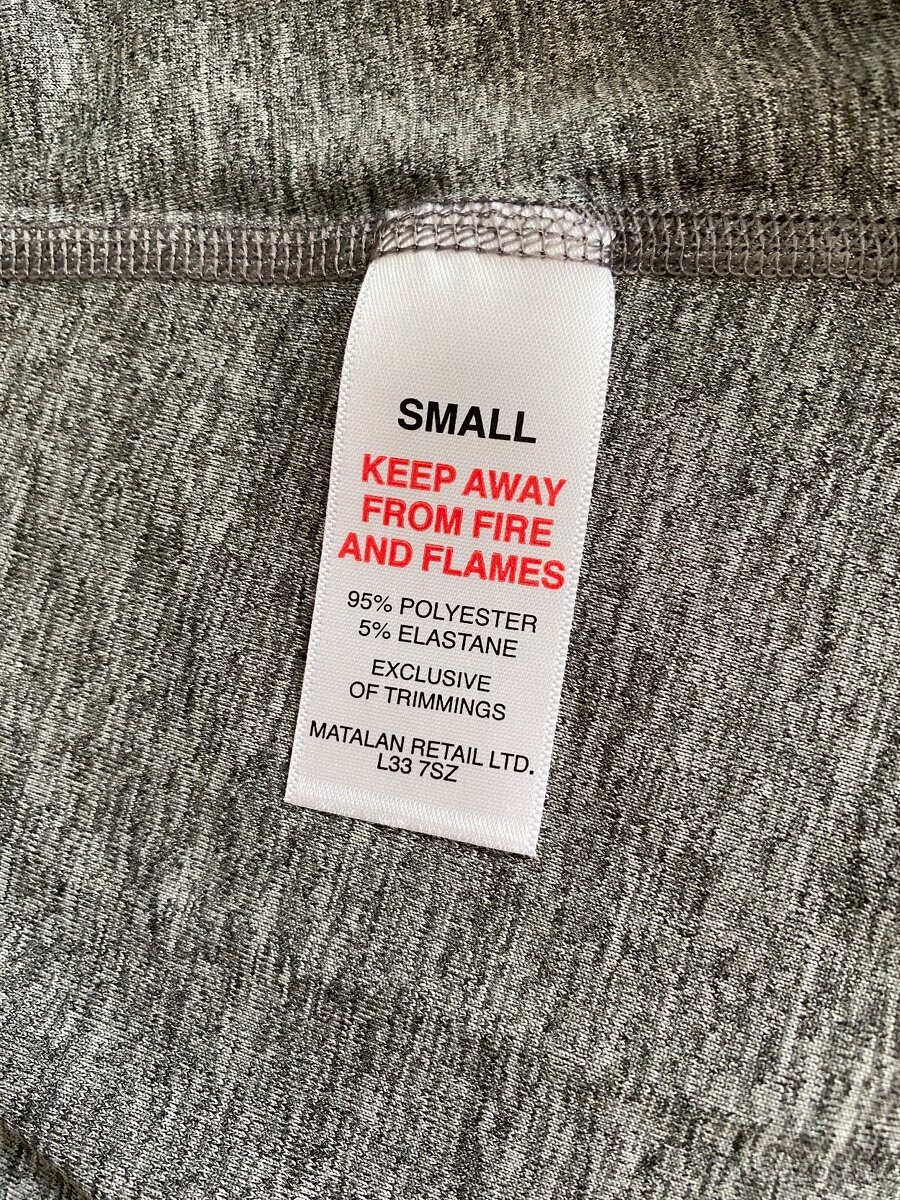 SMALL
KEEP AWAY
FROM FIRE
AND FLAMES
95% POLYESTER
5% ELASTANE
EXCLUSIVE
OF TRIMMINGS
MATALAN RETAIL LTD.
L33 7SZ